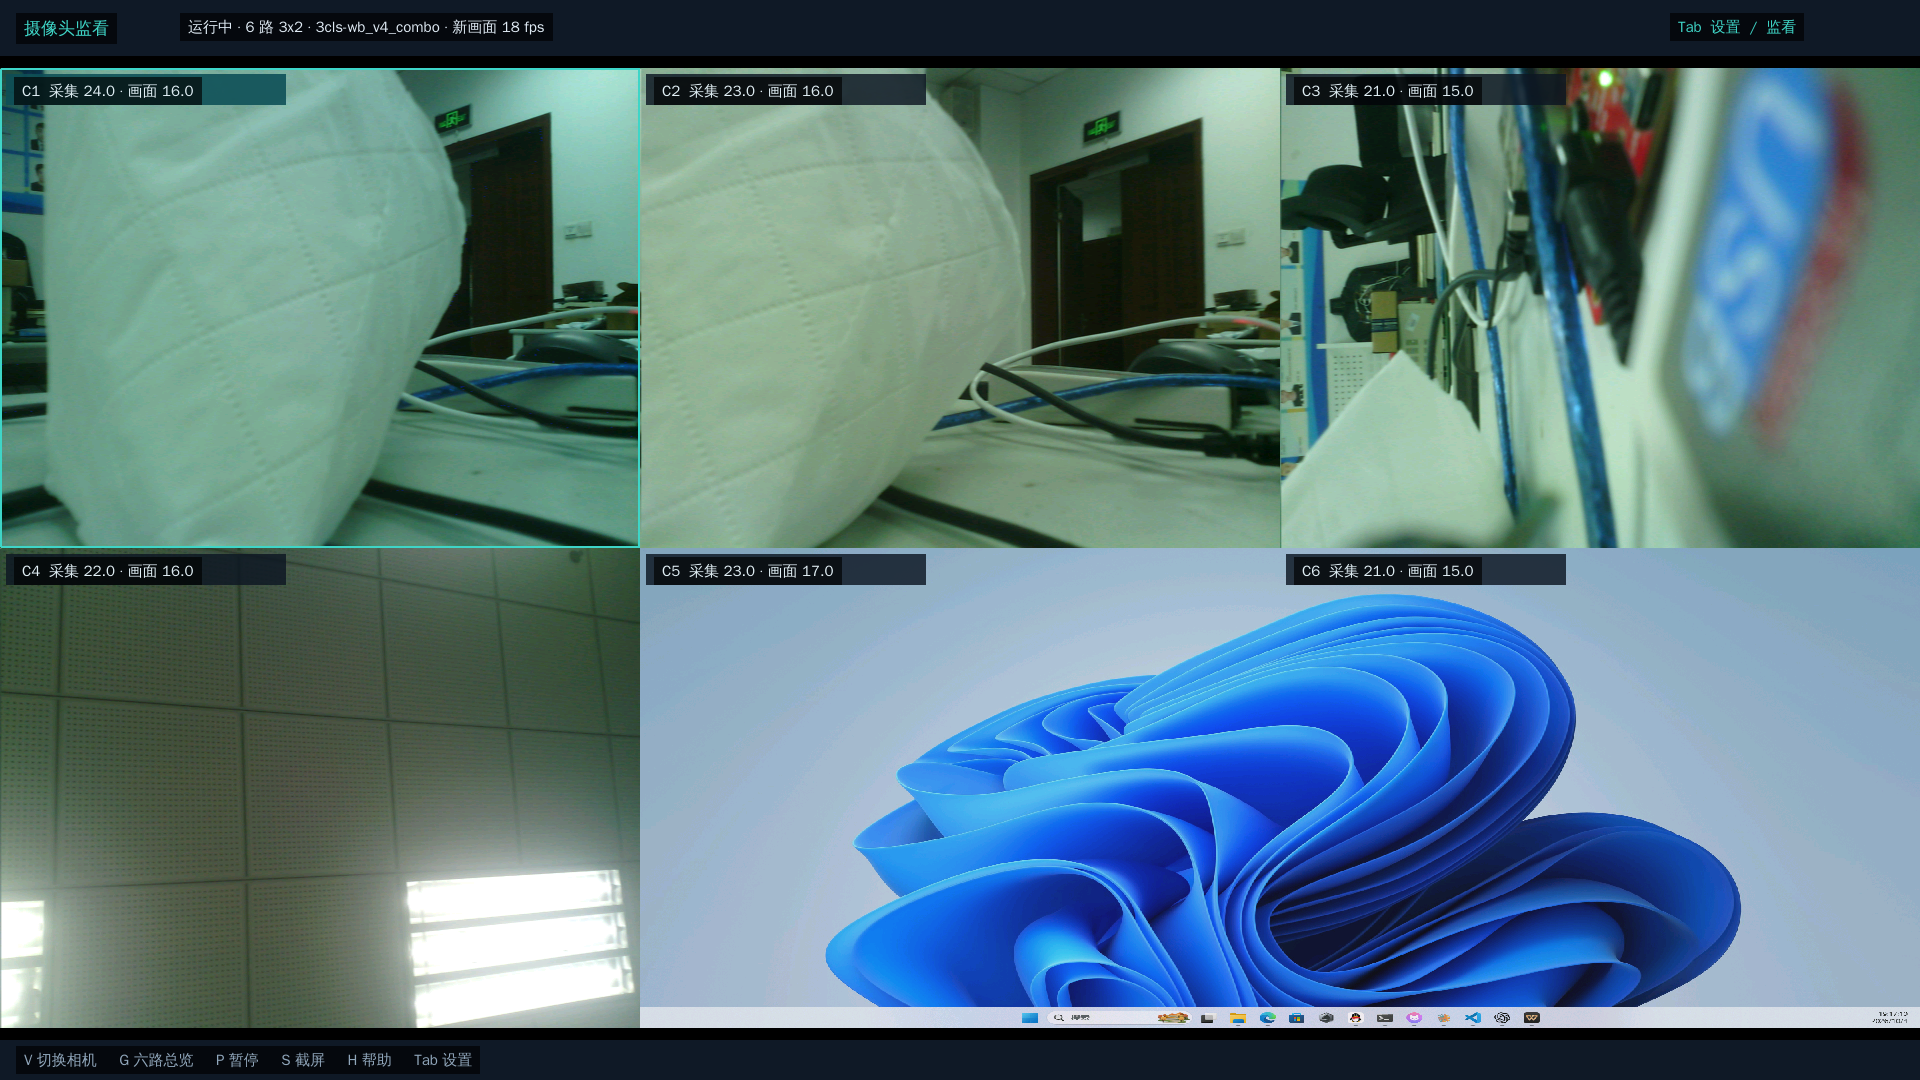 摄像头监看
运行中 · 6 路 3x2 · 3cls-wb_v4_combo · 新画面 18 fps
Tab 设置 / 监看
C1 采集 24.0 · 画面 16.0
C2 采集 23.0 · 画面 16.0
C3 采集 21.0 · 画面 15.0
C4 采集 22.0 · 画面 16.0
C5 采集 23.0 · 画面 17.0
C6 采集 21.0 · 画面 15.0
搜索
V 切换相机 G 六路总览 P 暂停 S 截屏 H 帮助 Tab 设置